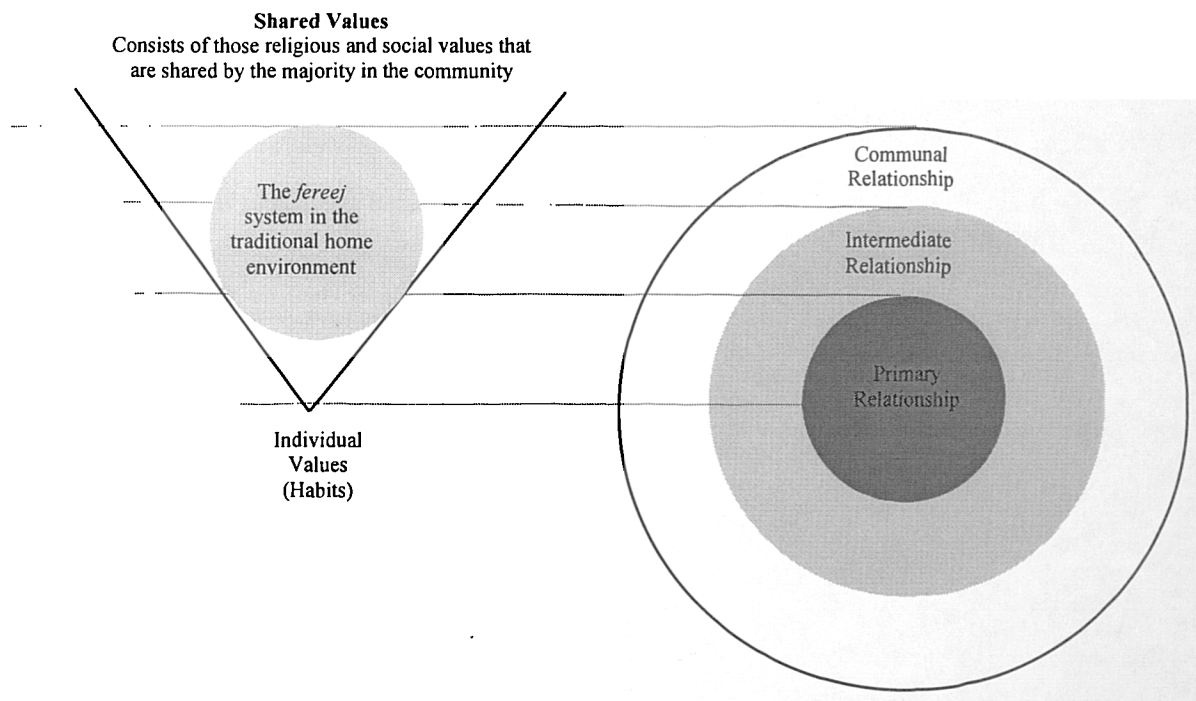 Shared Values
Consists of those religious and social values that
are shared by the majority in the community
The fereej
system in the
traditional home
environment
Individual
Values
(Habits)
Communal
Relationship
Intermediate
Relationship
Primary
Relationship